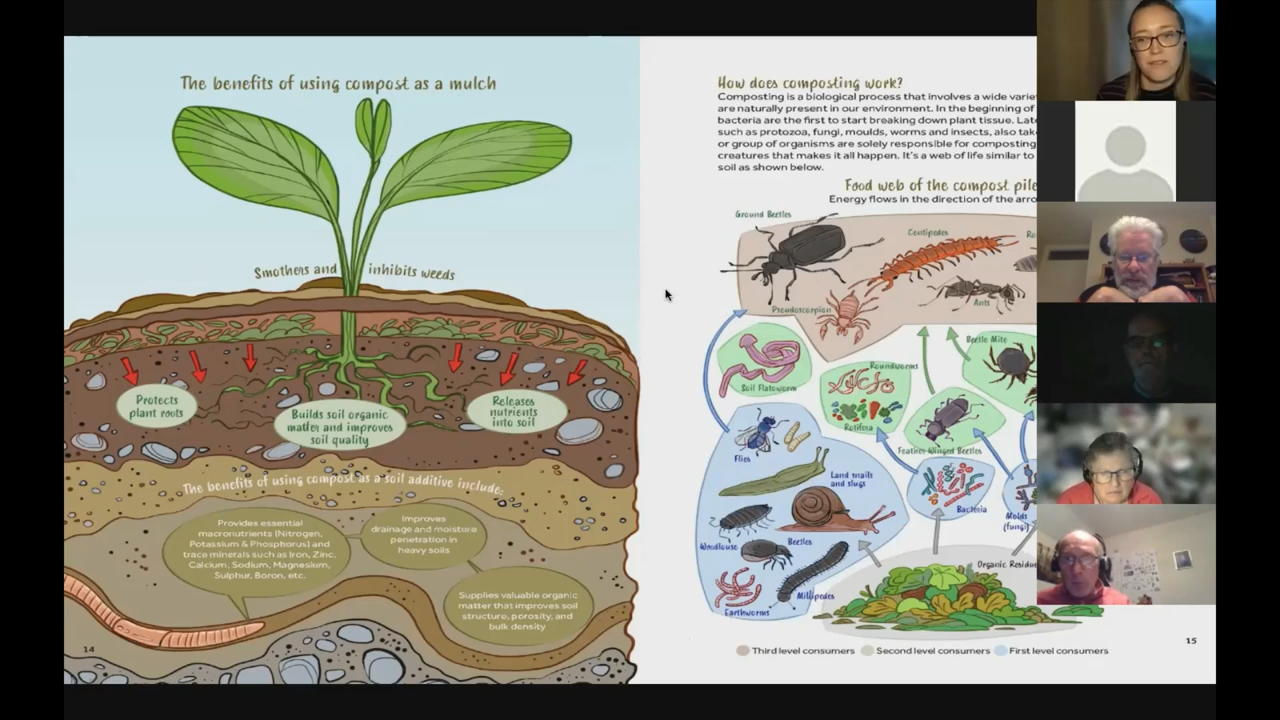 The benefits of using compost as a mulch
Smothers and inhibits weeds
Protects
plant roots
Builds soil organic
matter and improves
soil quality
Releases
nutrients
into soil
The benefits of using compost as a soil additive include:
Provides essential
macronutrients (Nitrogen,
Potassium & Phosphorus) and
trace minerals such as Iron, Zinc,
Calcium, Sodium, Magnesium,
Sulphur, Boron, etc.
Improves
drainage and moisture
penetration in
heavy soils
Supplies valuable organic
matter that improves soil
structure, porosity, and
bulk density
14
How does composting work?
Composting is a biological process that involves a wide
are naturally present in our environment. In the beginning of
bacteria are the first to start breaking down plant tissue.
such as protozoa, fungi, moulds, worms and insects, also
or group of organisms are solely responsible for composting
creatures that makes it all happen. It's a web of life similar to
soil as shown below.
Food web of the compost pile
Energy flows in the direction of the
Ground Beetles
Centipedes
Pseudoscorpion
Ants
Beetle Mite
Soil Flatworm
Roundworms
Rotifera
Feather Winged Beetles
Flies
Land snails
and slugs
Bacteria
Molds
(fungi)
Woodlouse
Beetles
Millipedes
Earthworms
Organic
Third level consumers
Second level consumers
First level consumers
15